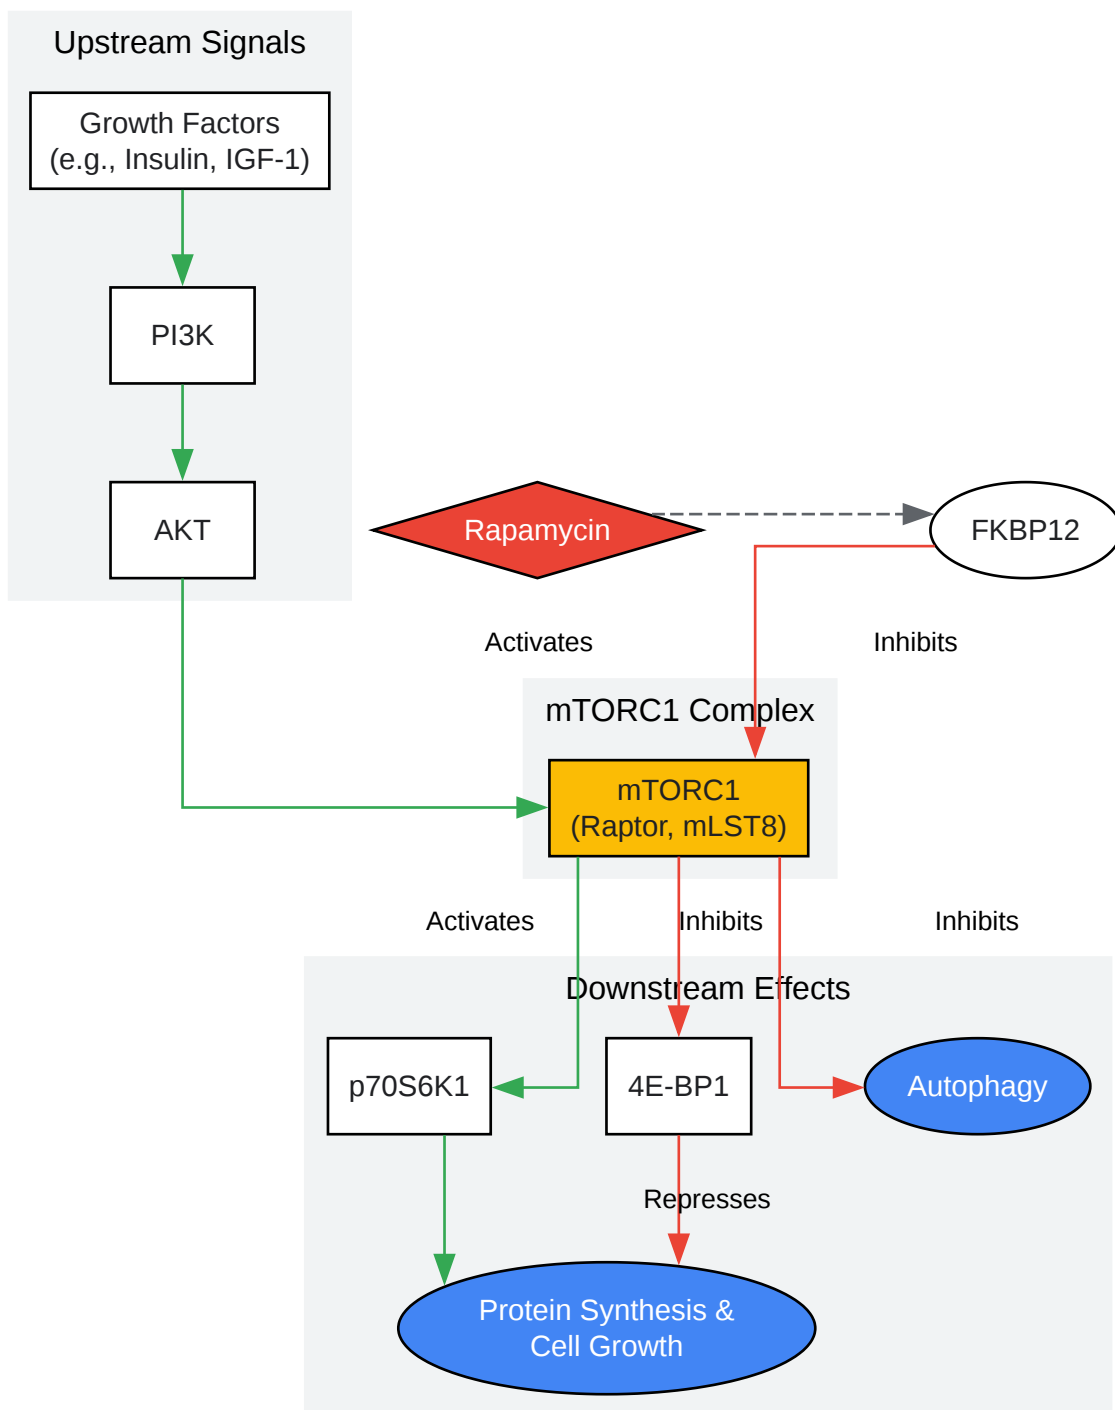 Upstream Signals
Growth Factors
(e.g., Insulin, IGF-1)
PI3K
AKT
Rapamycin
FKBP12
Activates
Inhibits
mTORC1 Complex
mTORC1
(Raptor, mLST8)
Activates
Inhibits
Inhibits
Downstream Effects
p70S6K1
4E-BP1
Autophagy
Represses
Protein Synthesis &
Cell Growth